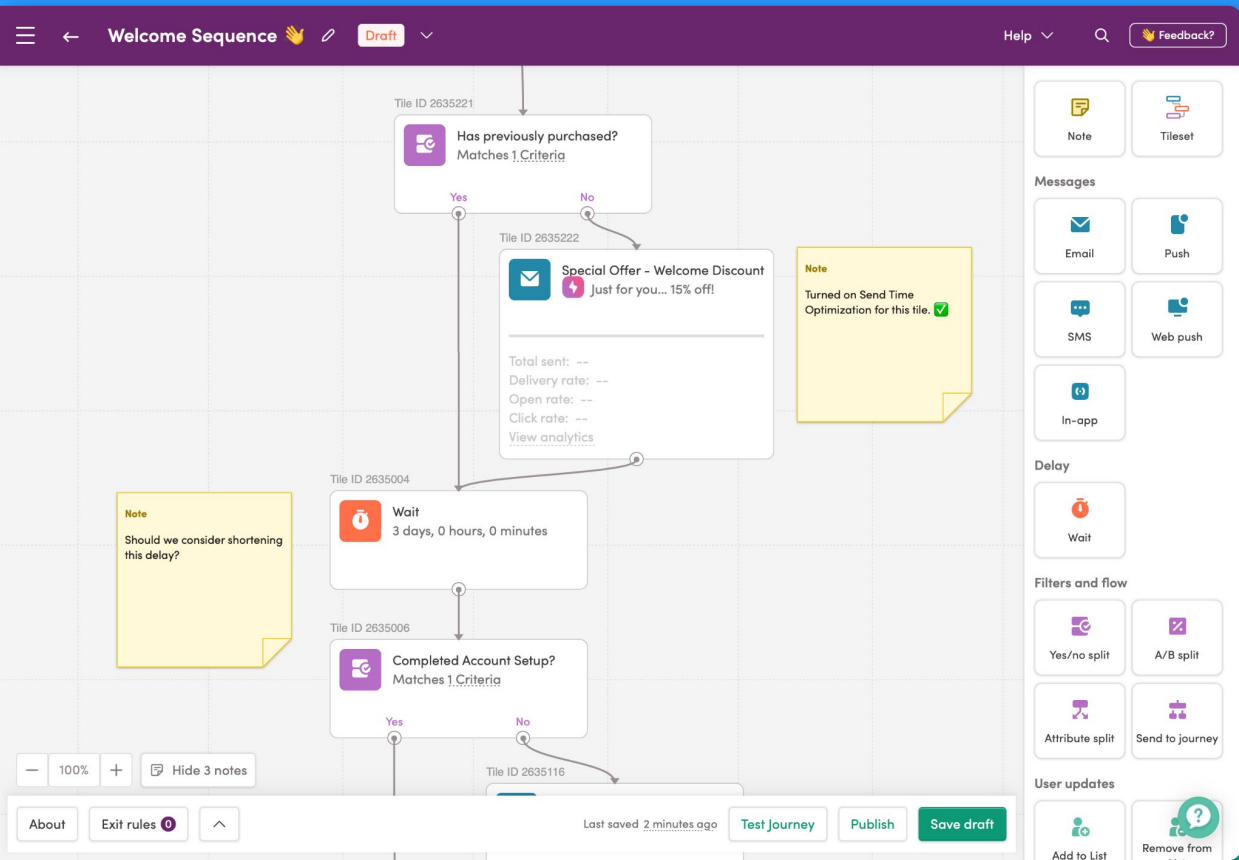 Welcome Sequence 👋
Draft
Help
👋 Feedback?
Tile ID 2635221
Has previously purchased?
Matches 1 Criteria
Yes
No
Tile ID 2635222
Special Offer - Welcome Discount
Just for you... 15% off!
Total sent: --
Delivery rate: --
Open rate: --
Click rate: --
View analytics
Note
Turned on Send Time
Optimization for this tile. ✅
Tile ID 2635004
Wait
3 days, 0 hours, 0 minutes
Note
Should we consider shortening
this delay?
Tile ID 2635006
Completed Account Setup?
Matches 1 Criteria
Yes
No
Tile ID 2635116
100%
Hide 3 notes
About
Exit rules 0
Last saved 2 minutes ago
Test Journey
Publish
Save draft
Note
Tileset
Messages
Email
Push
SMS
Web push
In-app
Delay
Wait
Filters and flow
Yes/no split
A/B split
Attribute split
Send to journey
User updates
Add to List
Remove from